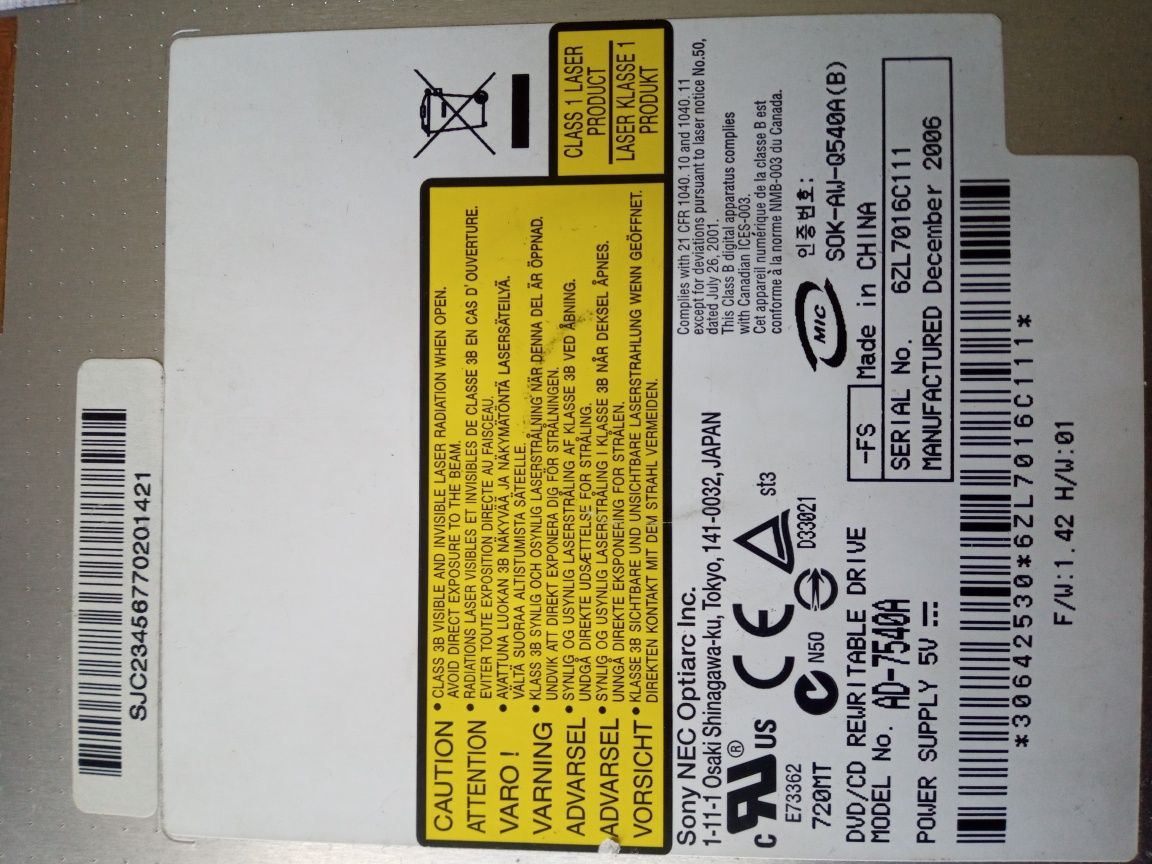 SJC23456770201421
CLASS 1 LASER
PRODUCT
LASER KLASSE 1
PRODUKT
CAUTION • CLASS 3B VISIBLE AND INVISIBLE LASER RADIATION WHEN OPEN.
AVOID DIRECT EXPOSURE TO THE BEAM.
ATTENTION • RADIATIONS LASER VISIBLES ET INVISIBLES DE CLASSE 3B EN CAS D'OUVERTURE.
EVITER TOUTE EXPOSITION DIRECTE AU FAISCEAU.
VARO ! • AVATTUNA LUOKAN 3B NÄKYVÄÄ JA NÄKYMÄTÖNTÄ LASERSÄTEILYÄ.
VÄLTÄ SUORAA ALTISTUMISTA SÄTEELLE.
VARNING • KLASS 3B SYNLIG OCH OSYNLIG LASERSTRÅLNING NÄR DENNA DEL ÄR ÖPPNAD.
UNDVIK ATT DIREKT EXPONERA DIG FÖR STRÅLNINGEN.
ADVARSEL • SYNLIG OG USYNLIG LASERSTRÅLING AF KLASSE 3B VED ÅBNING.
UNDGÅ DIREKTE UDSÆTTELSE FOR STRÅLING.
ADVARSEL • SYNLIG OG USYNLIG LASERSTRÅLING I KLASSE 3B NÅR DEKSEL ÅPNES.
UNNGÅ DIREKTE EKSPONERING FOR STRÅLEN.
VORSICHT • KLASSE 3B SICHTBARE UND UNSICHTBARE LASERSTRAHLUNG WENN GEÖFFNET.
DIREKTEN KONTAKT MIT DEM STRAHL VERMEIDEN.
Sony NEC Optiarc Inc.
1-11-1 Osaki Shinagawa-ku, Tokyo, 141-0032, JAPAN
Complies with 21 CFR 1040. 10 and 1040. 11
except for deviations pursuant to laser notice No.50,
dated July 26, 2001.
This Class B digital apparatus complies
with Canadian ICES-003.
Cet appareil numérique de la classe B est
conforme à la norme NMB-003 du Canada.
c UR ® US
CE
st3
E73362
N50
D33021
720MT
MIC
인증번호:
SOK-AW-Q540A(B)
DVD/CD REWRITABLE DRIVE
MODEL No. AD-7540A
POWER SUPPLY 5V
-FS
Made in CHINA
SERIAL No. 6ZL7016C111
MANUFACTURED December 2006
*30642530*6ZL7016C111*
F/W:1.42 H/W:01